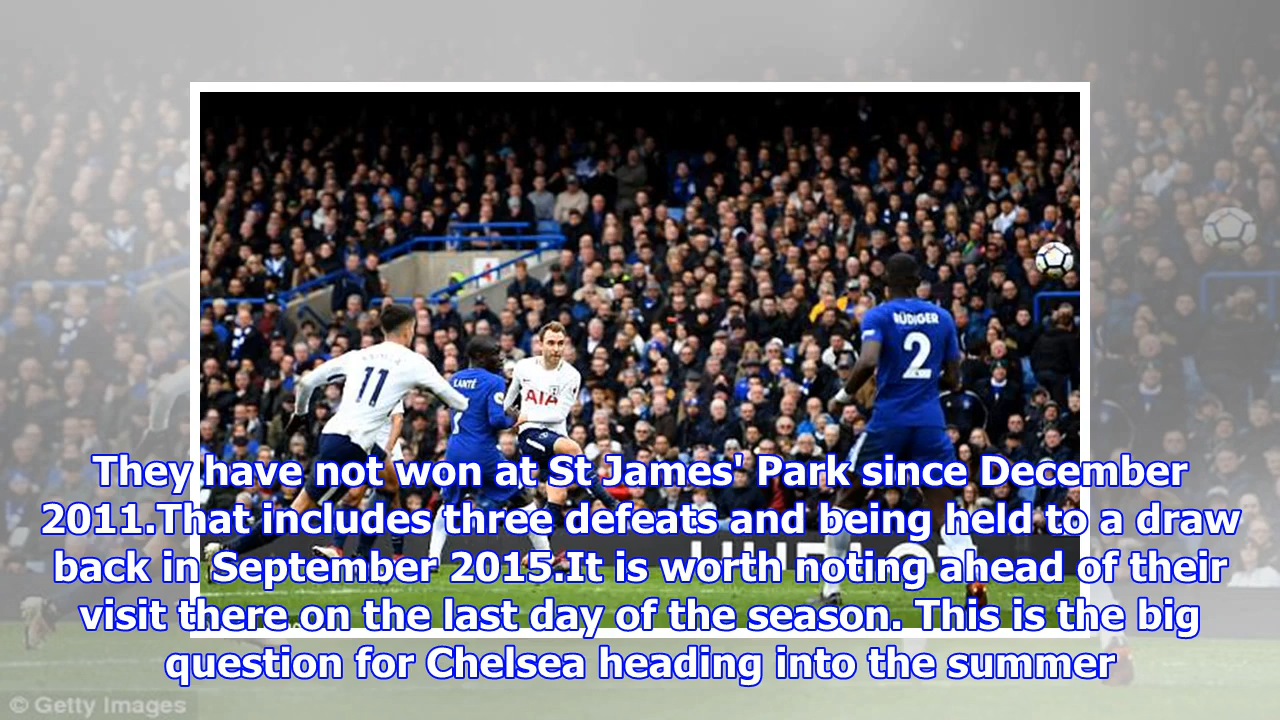 RÜDIGER
2
11
KANTÉ
AIA
They have not won at St James' Park since December
2011.That includes three defeats and being held to a draw
back in September 2015.It is worth noting ahead of their
visit there on the last day of the season. This is the big
question for Chelsea heading into the summer
© Getty Images